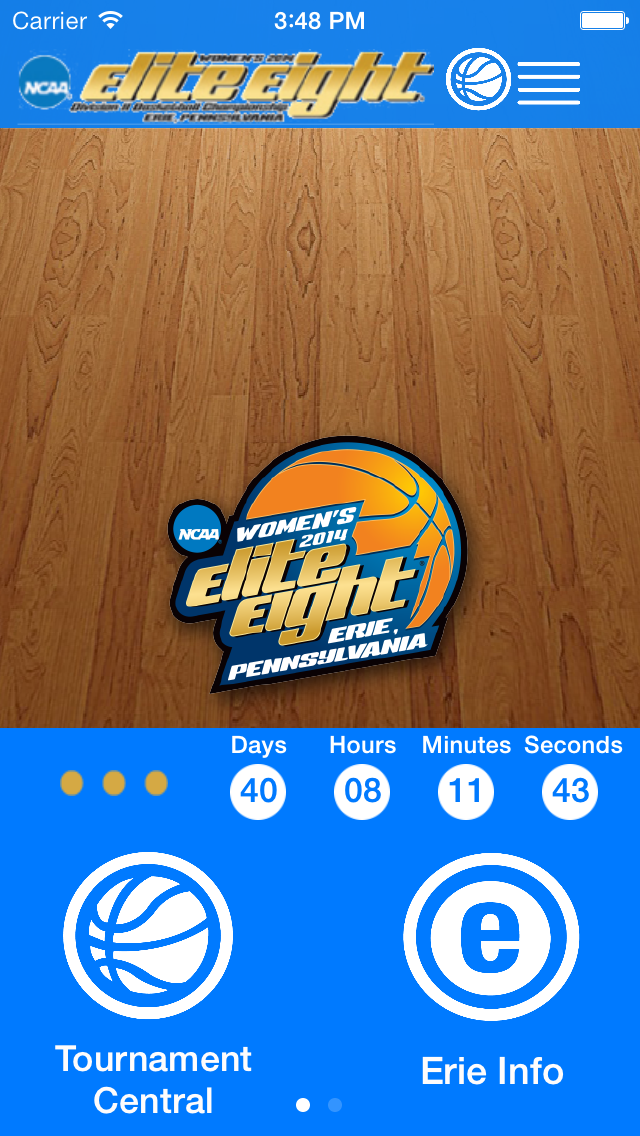 Carrier 3:48 PM
WOMEN'S 2014
NCAA elite eight
Division II Basketball Championship
ERIE, PENNSYLVANIA
NCAA
WOMEN'S
2014
elite
eight
ERIE,
PENNSYLVANIA
Days Hours Minutes Seconds
40 08 11 43
e
Tournament
Central
Erie Info